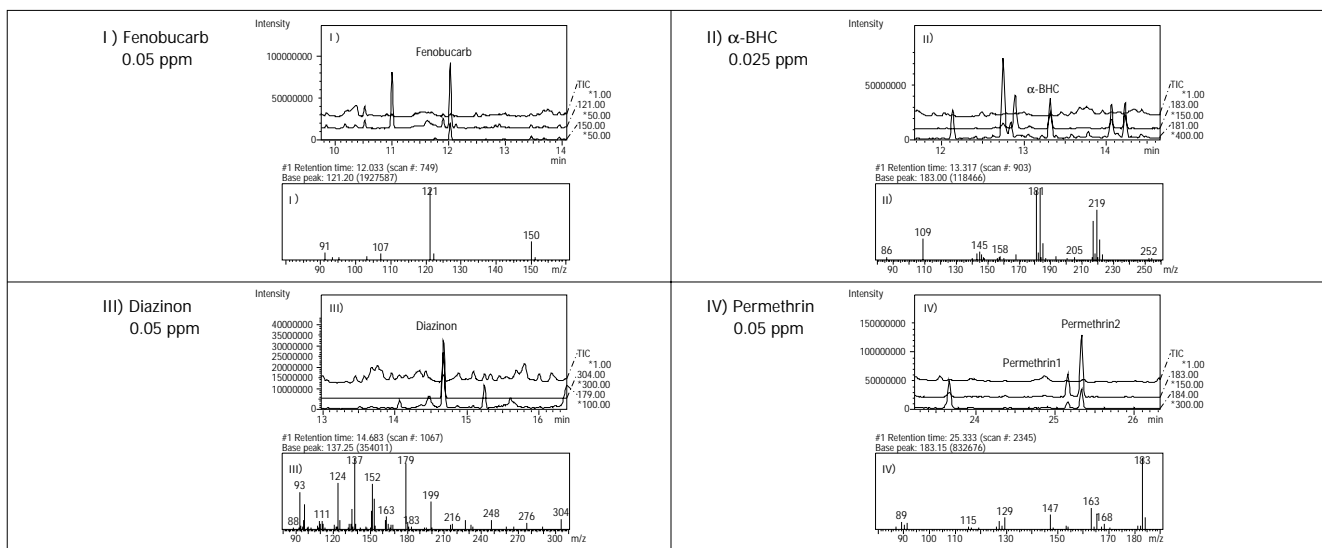 I ) Fenobucarb
0.05 ppm
Intensity
I )
Fenobucarb
100000000
50000000
0
TIC
*1.00
121.00
*50.00
150.00
*50.00
10 11 12 13 14
min
#1 Retention time: 12.033 (scan #: 749)
Base peak: 121.20 (1927587)
I )
121
91 107 150
90 100 110 120 130 140 150 m/z
II) α-BHC
0.025 ppm
Intensity
II)
α-BHC
50000000
0
TIC
*1.00
183.00
*150.00
181.00
*400.00
12 13 14
min
#1 Retention time: 13.317 (scan #: 903)
Base peak: 183.00 (118466)
II)
181
219
109
86 145 158 205 252
90 110 130 150 170 190 210 230 250 m/z
III) Diazinon
0.05 ppm
Intensity
III)
Diazinon
40000000
35000000
30000000
25000000
20000000
15000000
10000000
0
TIC
*1.00
304.00
*300.00
179.00
*100.00
13 14 15 16
min
#1 Retention time: 14.683 (scan #: 1067)
Base peak: 137.25 (354011)
III)
137 179
124 152
93
199
88 111 163 183 216 248 276 304
90 120 150 180 210 240 270 300 m/z
IV) Permethrin
0.05 ppm
Intensity
IV)
Permethrin2
Permethrin1
150000000
100000000
50000000
0
TIC
*1.00
183.00
*150.00
184.00
*300.00
24 25 26
min
#1 Retention time: 25.333 (scan #: 2345)
Base peak: 183.15 (832676)
IV)
183
163
89 115 129 147 168
90 100 110 120 130 140 150 160 170 180 m/z